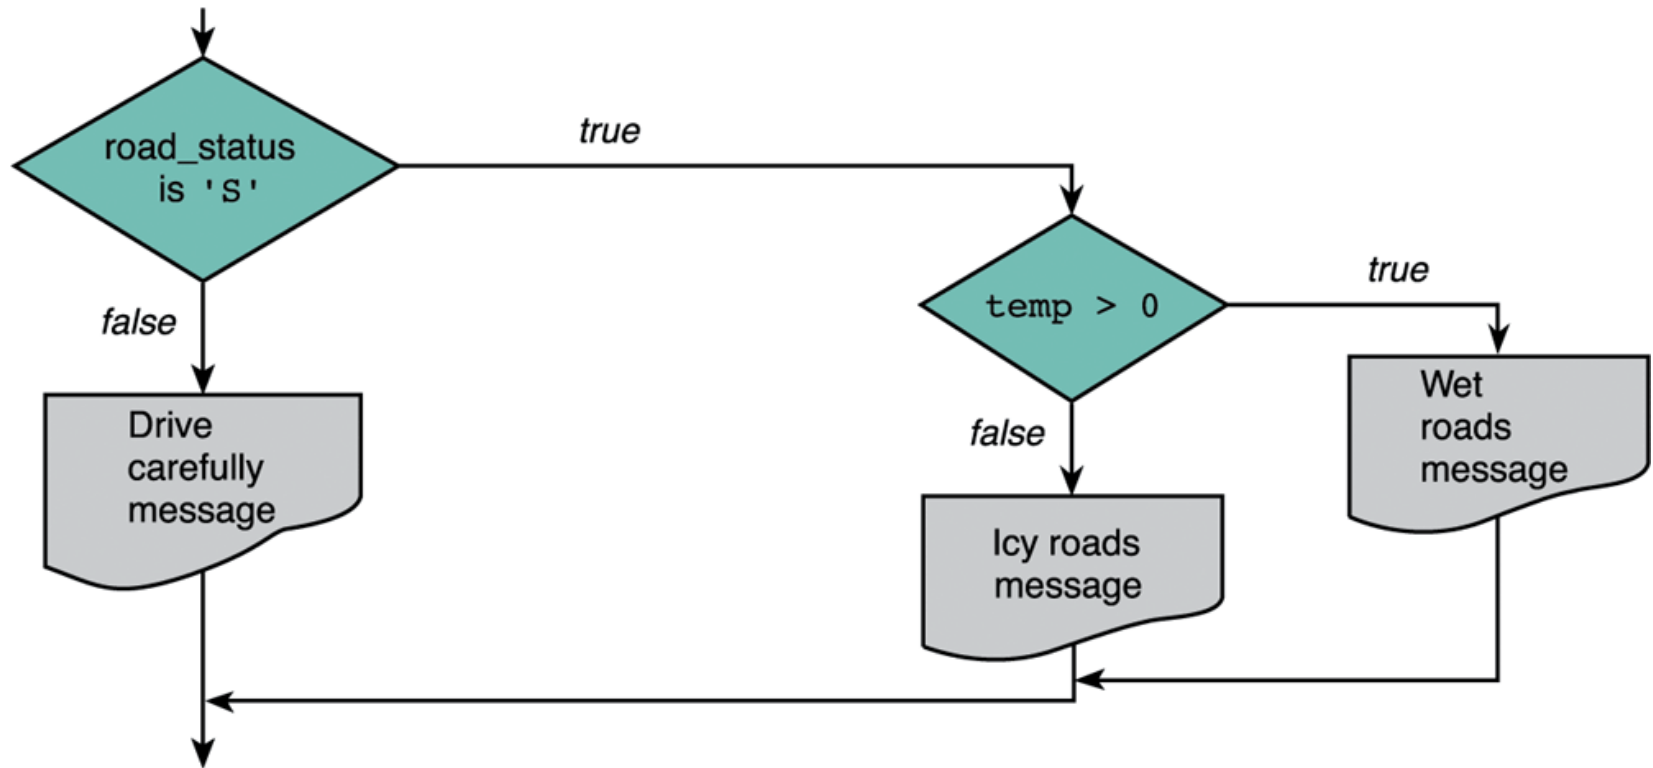 road_status
is 'S'
true
false
Drive
carefully
message
temp > 0
true
false
Icy roads
message
Wet
roads
message